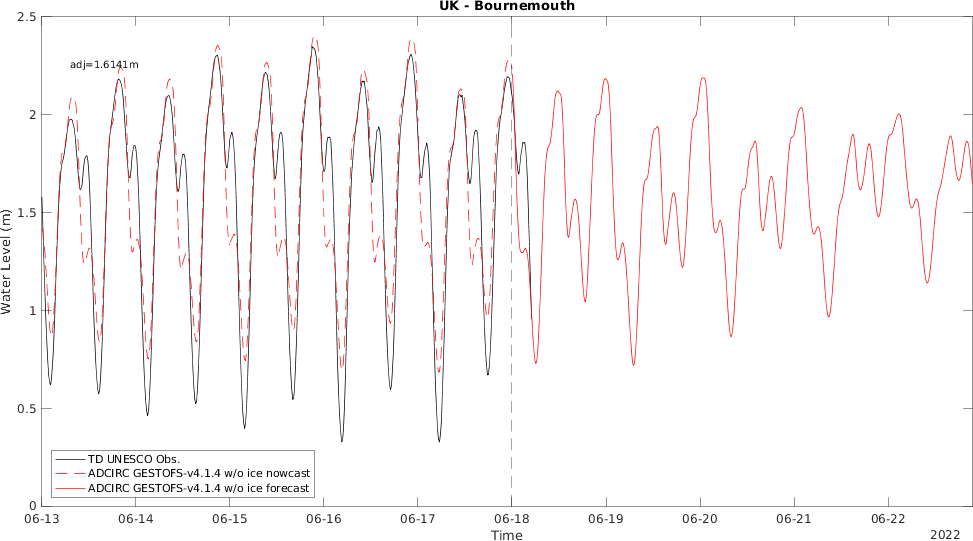 UK - Bournemouth
adj=1.6141m
Water Level (m)
2.5
2
1.5
1
0.5
0
TD UNESCO Obs.
ADCIRC GESTOFS-v4.1.4 w/o ice nowcast
ADCIRC GESTOFS-v4.1.4 w/o ice forecast
06-13 06-14 06-15 06-16 06-17 06-18 06-19 06-20 06-21 06-22
Time
2022